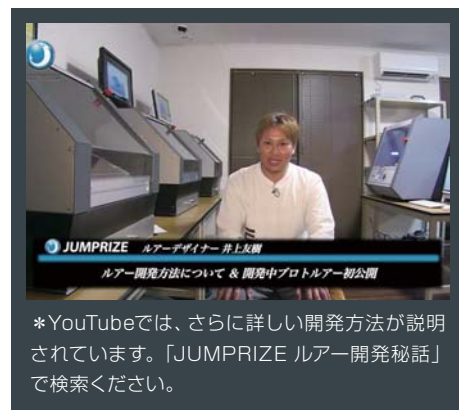 JUMPRIZE ルアーデザイナー 井上友樹
ルアー開発方法について & 開発中プロトルアー初公開
＊YouTubeでは、さらに詳しい開発方法が説明
されています。「JUMPRIZE ルアー開発秘話」
で検索ください。